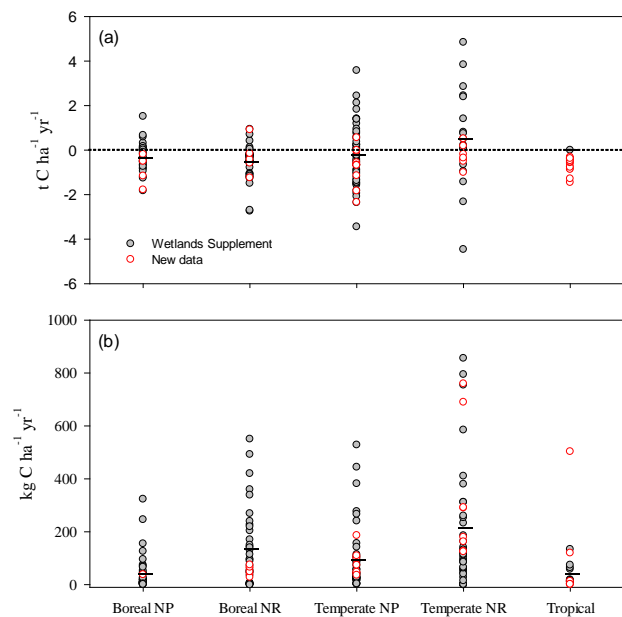 (a)
6
4
2
0
-2
-4
-6
t C ha⁻¹ yr⁻¹
Wetlands Supplement
New data
(b)
1000
800
600
400
200
0
kg C ha⁻¹ yr⁻¹
Boreal NP Boreal NR Temperate NP Temperate NR Tropical